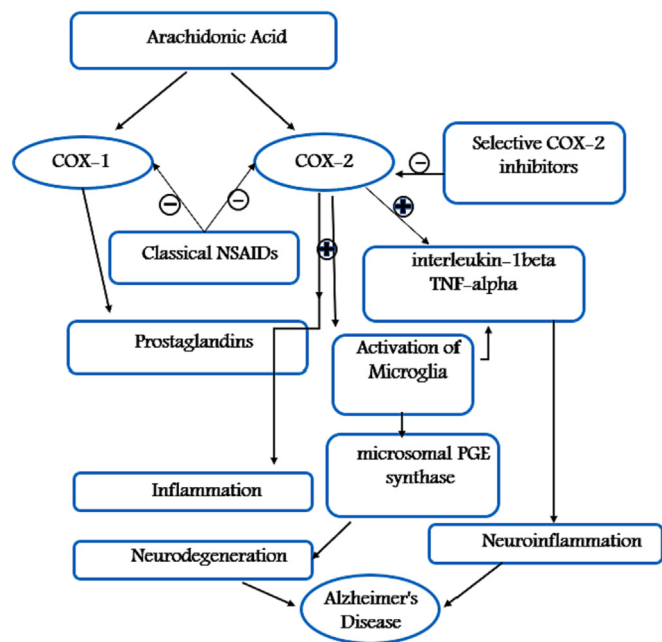 Arachidonic Acid
COX-1
COX-2
Selective COX-2
inhibitors
Classical NSAIDs
interleukin-1beta
TNF-alpha
Prostaglandins
Activation of
Microglia
microsomal PGE
synthase
Inflammation
Neuroinflammation
Neurodegeneration
Alzheimer's
Disease